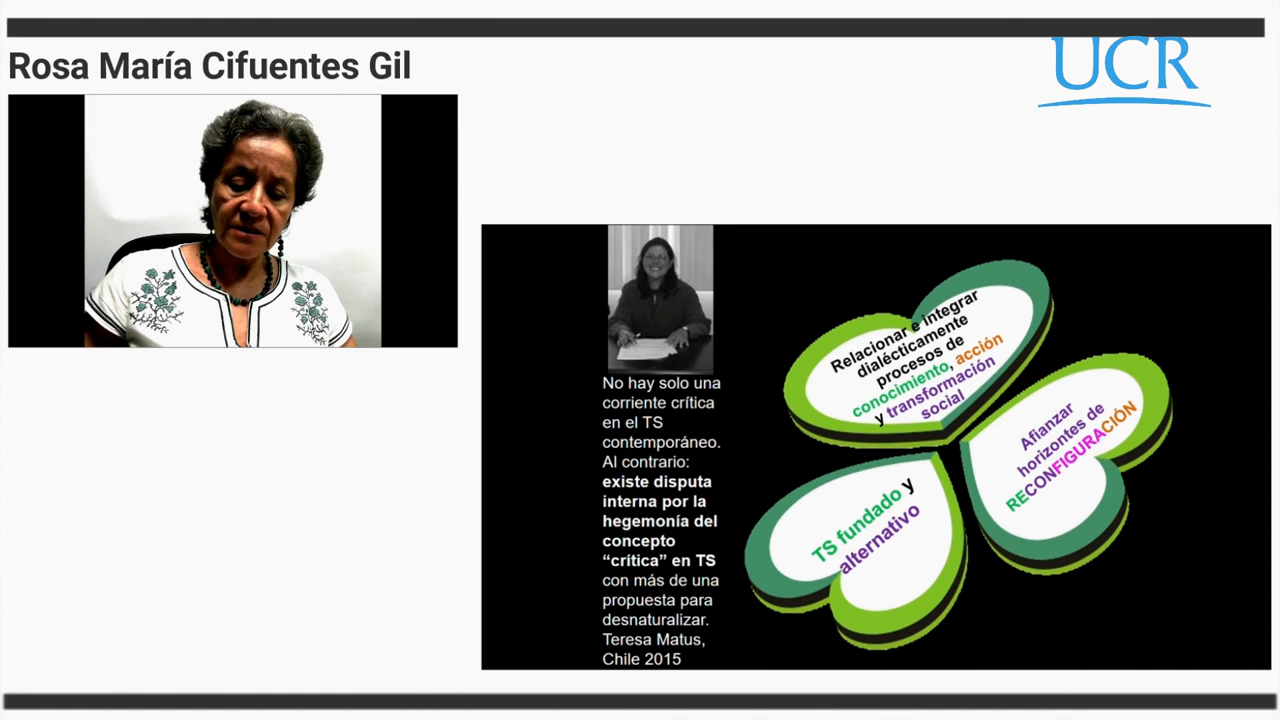 Rosa María Cifuentes Gil
UCR
No hay solo una
corriente crítica
en el TS
contemporáneo.
Al contrario:
existe disputa
interna por la
hegemonía del
concepto
“crítica” en TS
con más de una
propuesta para
desnaturalizar.
Teresa Matus,
Chile 2015
Relacionar e integrar
dialécticamente
procesos de
conocimiento, acción
y transformación
social
Afianzar
horizontes de
RECONFIGURACIÓN
TS fundado y
alternativo